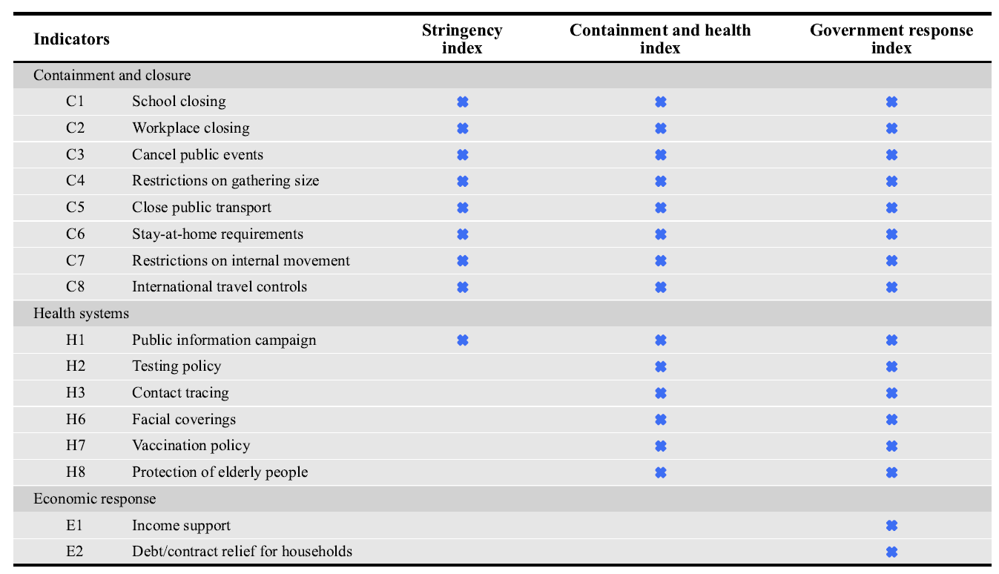 Indicators Stringency index Containment and health index Government response index
Containment and closure
C1 School closing ✖ ✖ ✖
C2 Workplace closing ✖ ✖ ✖
C3 Cancel public events ✖ ✖ ✖
C4 Restrictions on gathering size ✖ ✖ ✖
C5 Close public transport ✖ ✖ ✖
C6 Stay-at-home requirements ✖ ✖ ✖
C7 Restrictions on internal movement ✖ ✖ ✖
C8 International travel controls ✖ ✖ ✖
Health systems
H1 Public information campaign ✖ ✖ ✖
H2 Testing policy ✖ ✖
H3 Contact tracing ✖ ✖
H6 Facial coverings ✖ ✖
H7 Vaccination policy ✖ ✖
H8 Protection of elderly people ✖ ✖
Economic response
E1 Income support ✖
E2 Debt/contract relief for households ✖